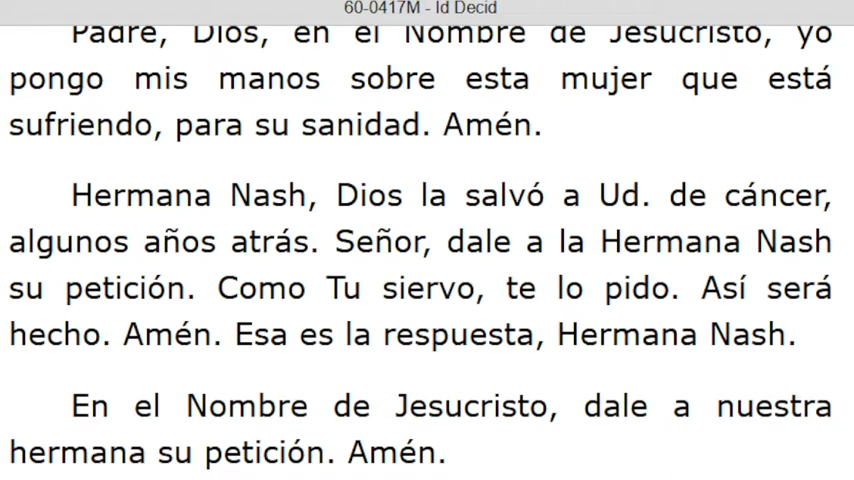 60-0417M - Id Decid
Padre, Dios, en el Nombre de Jesucristo, yo
pongo mis manos sobre esta mujer que está
sufriendo, para su sanidad. Amén.
Hermana Nash, Dios la salvó a Ud. de cáncer,
algunos años atrás. Señor, dale a la Hermana Nash
su petición. Como Tu siervo, te lo pido. Así será
hecho. Amén. Esa es la respuesta, Hermana Nash.
En el Nombre de Jesucristo, dale a nuestra
hermana su petición. Amén.